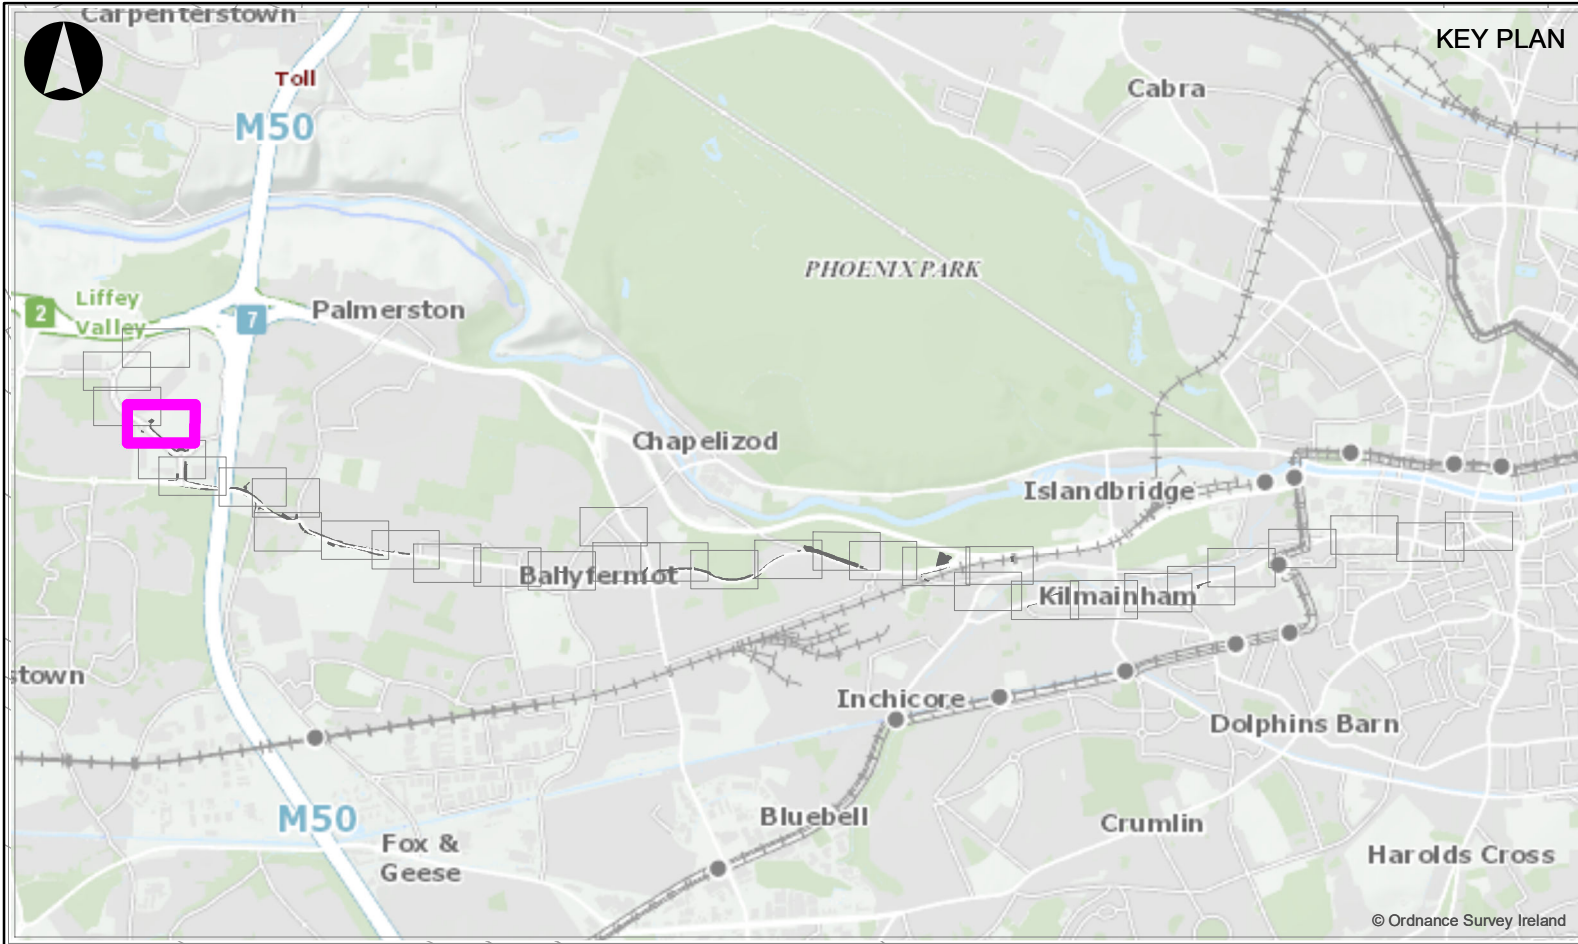 Carpenterstown
KEY PLAN
Toll
Cabra
M50
PHOENIX PARK
Liffey
Valley
2
7
Palmerston
Chapelizod
Islandbridge
Ballyfermot
Kilmainham
stown
Inchicore
Dolphins Barn
M50
Bluebell
Crumlin
Fox &
Geese
Harolds Cross
© Ordnance Survey Ireland